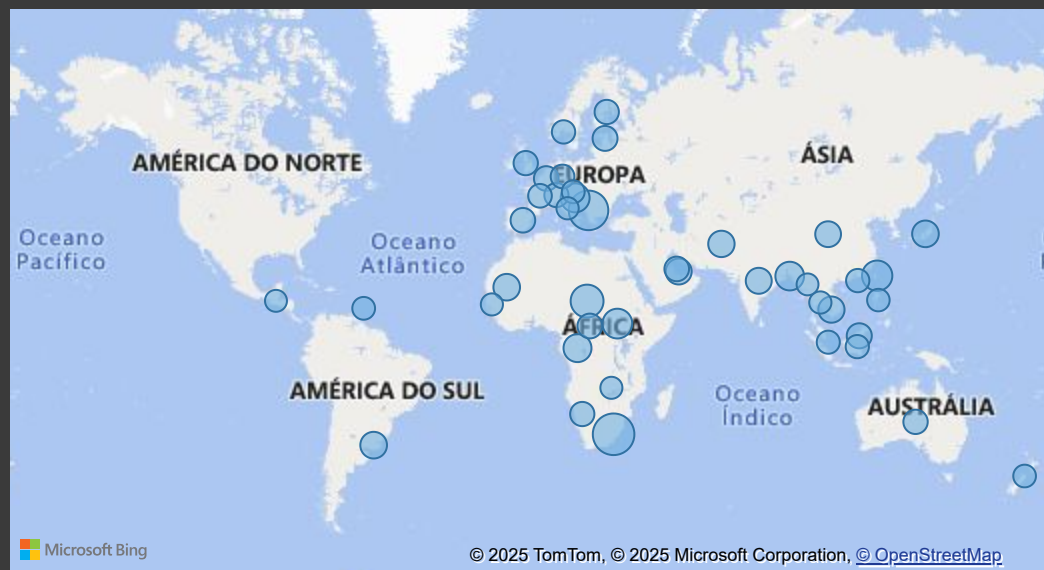 AMÉRICA DO NORTE
ÁSIA
EUROPA
Oceano
Pacífico
Oceano
Atlântico
ÁFRICA
AMÉRICA DO SUL
Oceano
Índico
AUSTRÁLIA
Microsoft Bing
© 2025 TomTom, © 2025 Microsoft Corporation, © OpenStreetMap